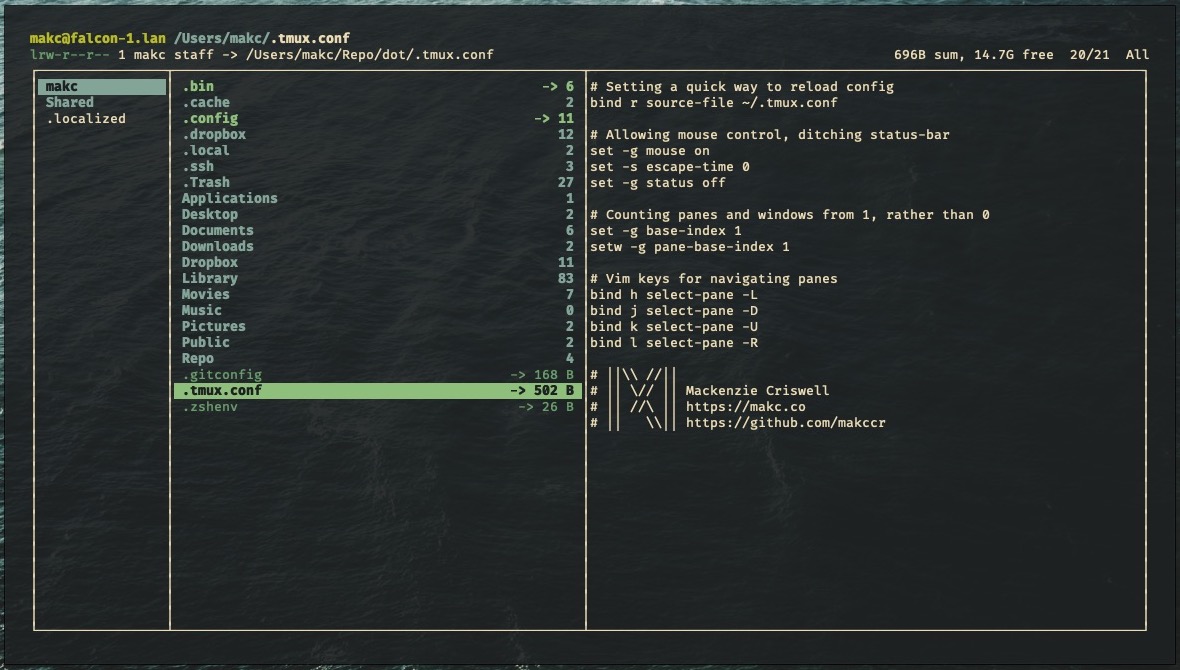 makc@falcon-1.lan /Users/makc/.tmux.conf
lrw-r--r-- 1 makc staff -> /Users/makc/Repo/dot/.tmux.conf 696B sum, 14.7G free 20/21 All
makc
Shared
.localized
.bin -> 6
.cache 2
.config -> 11
.dropbox 12
.local 2
.ssh 3
.Trash 27
Applications 1
Desktop 2
Documents 6
Downloads 2
Dropbox 11
Library 83
Movies 7
Music 0
Pictures 2
Public 2
Repo 4
.gitconfig -> 168 B
.tmux.conf -> 502 B
.zshenv -> 26 B
# Setting a quick way to reload config
bind r source-file ~/.tmux.conf
# Allowing mouse control, ditching status-bar
set -g mouse on
set -s escape-time 0
set -g status off
# Counting panes and windows from 1, rather than 0
set -g base-index 1
setw -g pane-base-index 1
# Vim keys for navigating panes
bind h select-pane -L
bind j select-pane -D
bind k select-pane -U
bind l select-pane -R
# ||\\ //||
# || \// || Mackenzie Criswell
# || //\ || https://makc.co
# ||   \\|| https://github.com/makccr